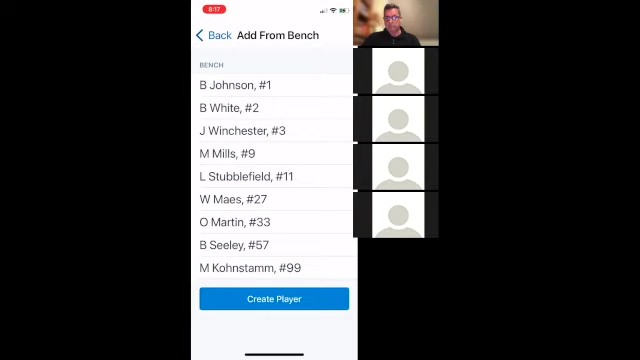 8:17
Back Add From Bench
BENCH
B Johnson, #1
B White, #2
J Winchester, #3
M Mills, #9
L Stubblefield, #11
W Maes, #27
O Martin, #33
B Seeley, #57
M Kohnstamm, #99
Create Player